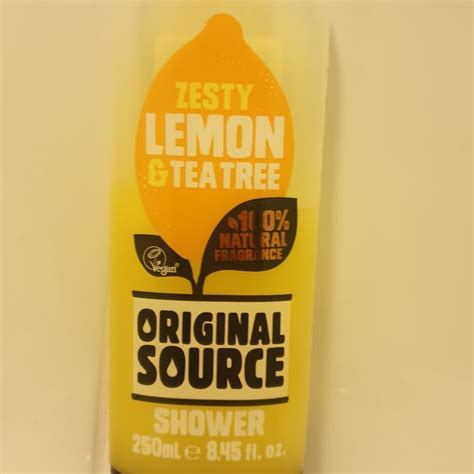 ZESTY
LEMON
& TEA TREE
100%
NATURAL
FRAGRANCE
Vegan®
ORIGINAL
SOURCE
SHOWER
250mL e 8.45 fl. oz.